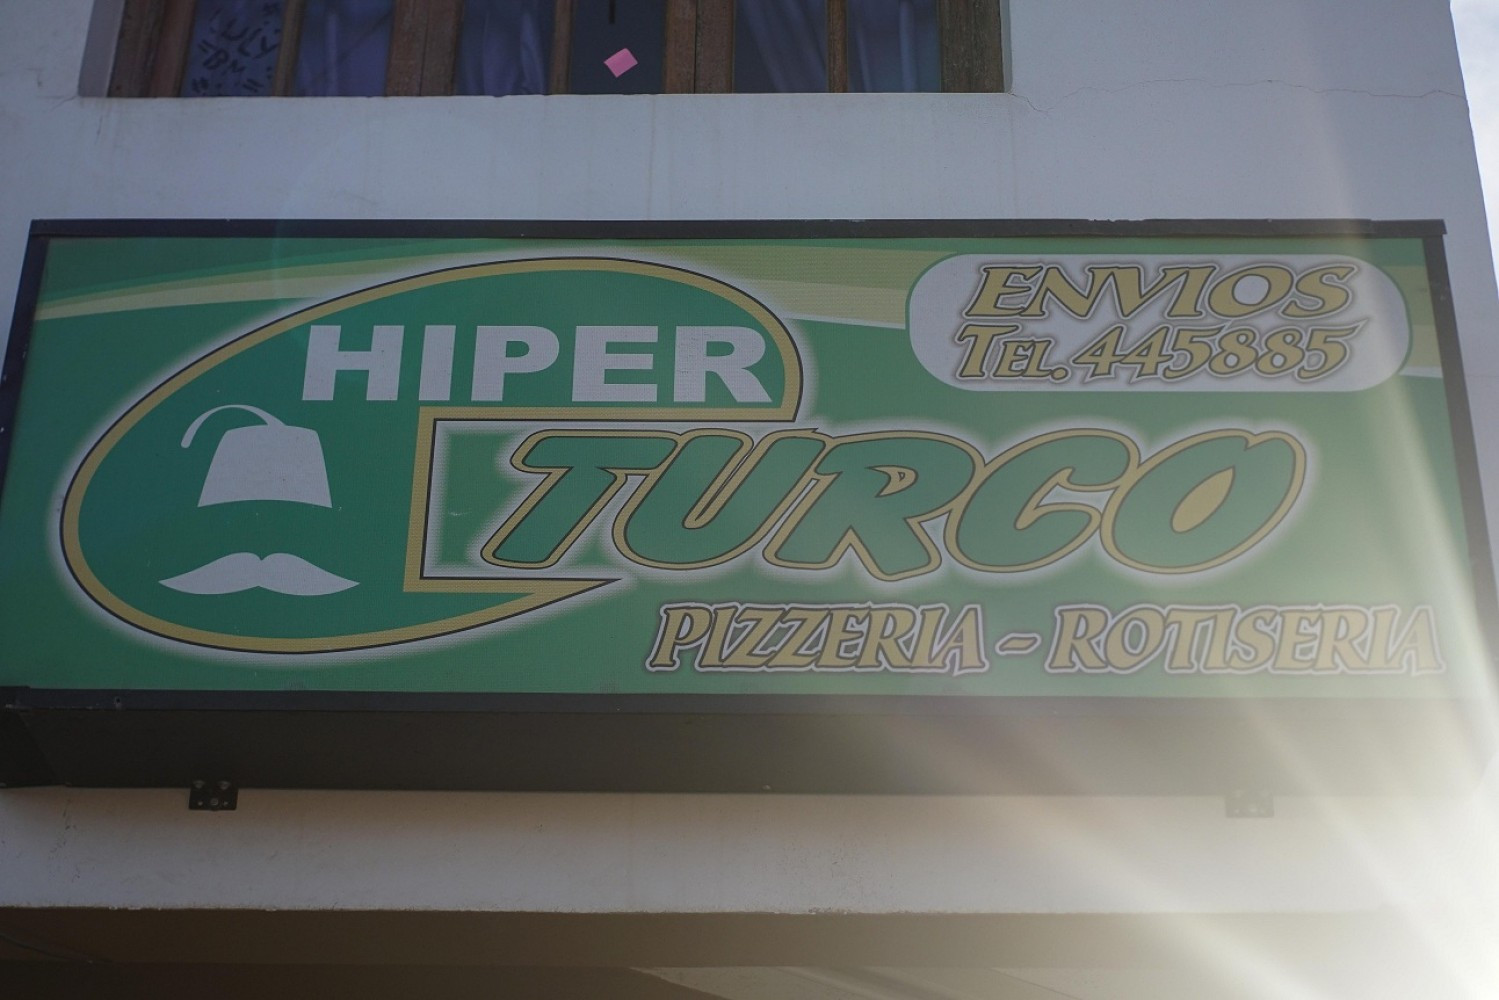 HIPER
TURCO
ENVIOS
TEL. 445885
PIZZERIA - ROTISERIA